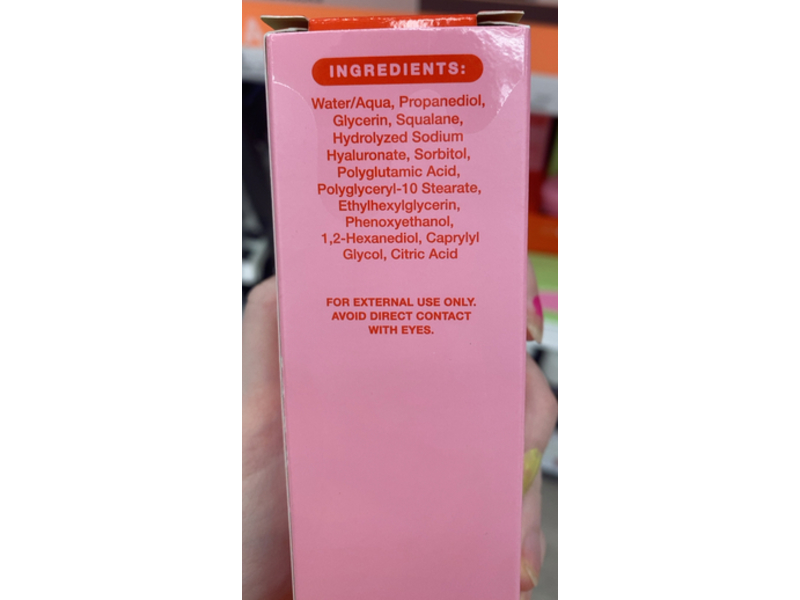 INGREDIENTS:
Water/Aqua, Propanediol,
Glycerin, Squalane,
Hydrolyzed Sodium
Hyaluronate, Sorbitol,
Polyglutamic Acid,
Polyglyceryl-10 Stearate,
Ethylhexylglycerin,
Phenoxyethanol,
1,2-Hexanediol, Caprylyl
Glycol, Citric Acid
FOR EXTERNAL USE ONLY.
AVOID DIRECT CONTACT
WITH EYES.